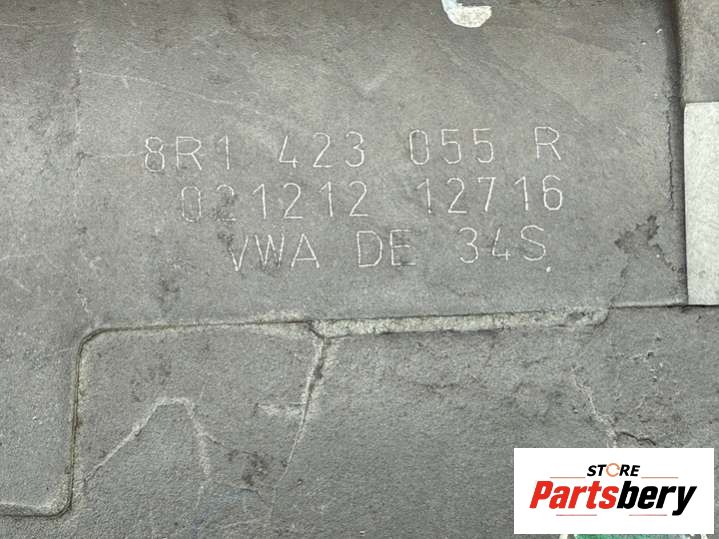 8R1 423 055 R
021212 12716
VWA DE 34S
STORE
Partsbery